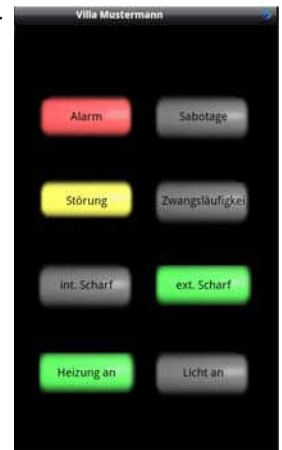 Villa Mustermann
Alarm
Sabotage
Störung
Zwangsläufigkei
int. Scharf
ext. Scharf
Heizung an
Licht an